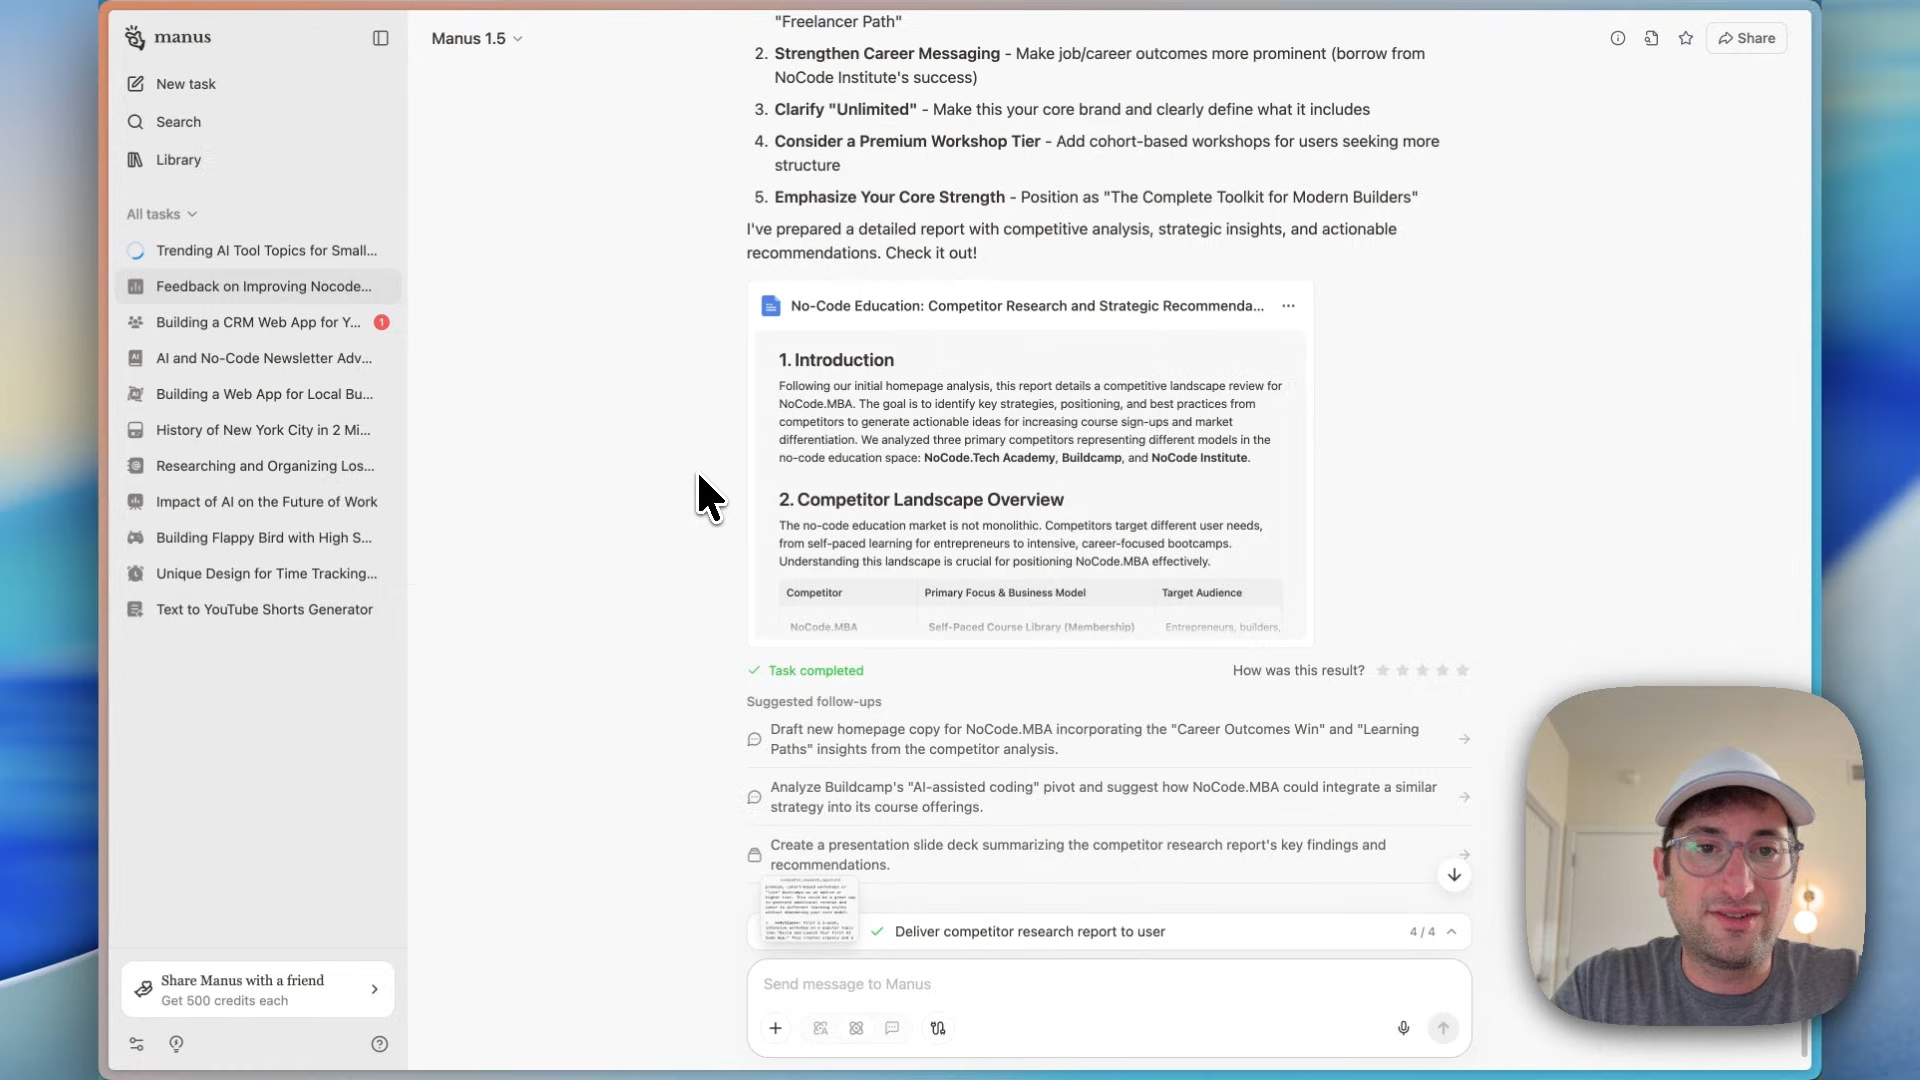 manus
New task
Search
Library
All tasks
Trending AI Tool Topics for Small...
Feedback on Improving Nocode...
Building a CRM Web App for Y...
1
AI and No-Code Newsletter Adv...
Building a Web App for Local Bu...
History of New York City in 2 Mi...
Researching and Organizing Los...
Impact of AI on the Future of Work
Building Flappy Bird with High S...
Unique Design for Time Tracking...
Text to YouTube Shorts Generator
Share Manus with a friend
Get 500 credits each
Manus 1.5
Share
"Freelancer Path"
2. Strengthen Career Messaging - Make job/career outcomes more prominent (borrow from
NoCode Institute's success)
3. Clarify "Unlimited" - Make this your core brand and clearly define what it includes
4. Consider a Premium Workshop Tier - Add cohort-based workshops for users seeking more
structure
5. Emphasize Your Core Strength - Position as "The Complete Toolkit for Modern Builders"
I've prepared a detailed report with competitive analysis, strategic insights, and actionable
recommendations. Check it out!
No-Code Education: Competitor Research and Strategic Recommenda...
1. Introduction
Following our initial homepage analysis, this report details a competitive landscape review for
NoCode.MBA. The goal is to identify key strategies, positioning, and best practices from
competitors to generate actionable ideas for increasing course sign-ups and market
differentiation. We analyzed three primary competitors representing different models in the
no-code education space: NoCode.Tech Academy, Buildcamp, and NoCode Institute.
2. Competitor Landscape Overview
The no-code education market is not monolithic. Competitors target different user needs,
from self-paced learning for entrepreneurs to intensive, career-focused bootcamps.
Understanding this landscape is crucial for positioning NoCode.MBA effectively.
Competitor Primary Focus & Business Model Target Audience
NoCode.MBA Self-Paced Course Library (Membership) Entrepreneurs, builders,
Task completed
How was this result?
Suggested follow-ups
Draft new homepage copy for NoCode.MBA incorporating the "Career Outcomes Win" and "Learning
Paths" insights from the competitor analysis.
Analyze Buildcamp's "AI-assisted coding" pivot and suggest how NoCode.MBA could integrate a similar
strategy into its course offerings.
Create a presentation slide deck summarizing the competitor research report's key findings and
recommendations.
Deliver competitor research report to user
4 / 4
Send message to Manus